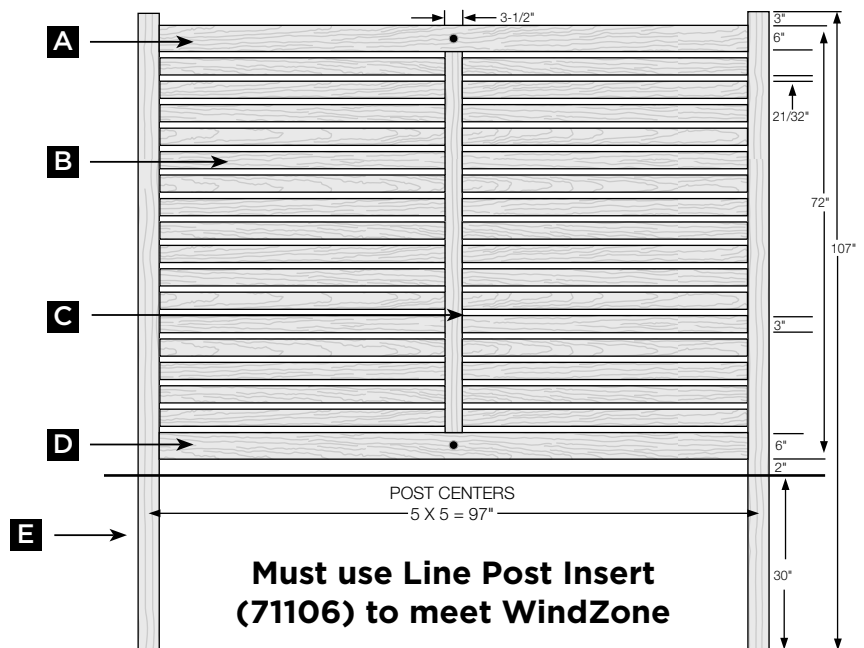 3-1/2"
3"
A
6"
21/32"
B
72"
107"
C
3"
D
6"
2"
POST CENTERS
5 X 5 = 97"
E
30"
Must use Line Post Insert
(71106) to meet WindZone